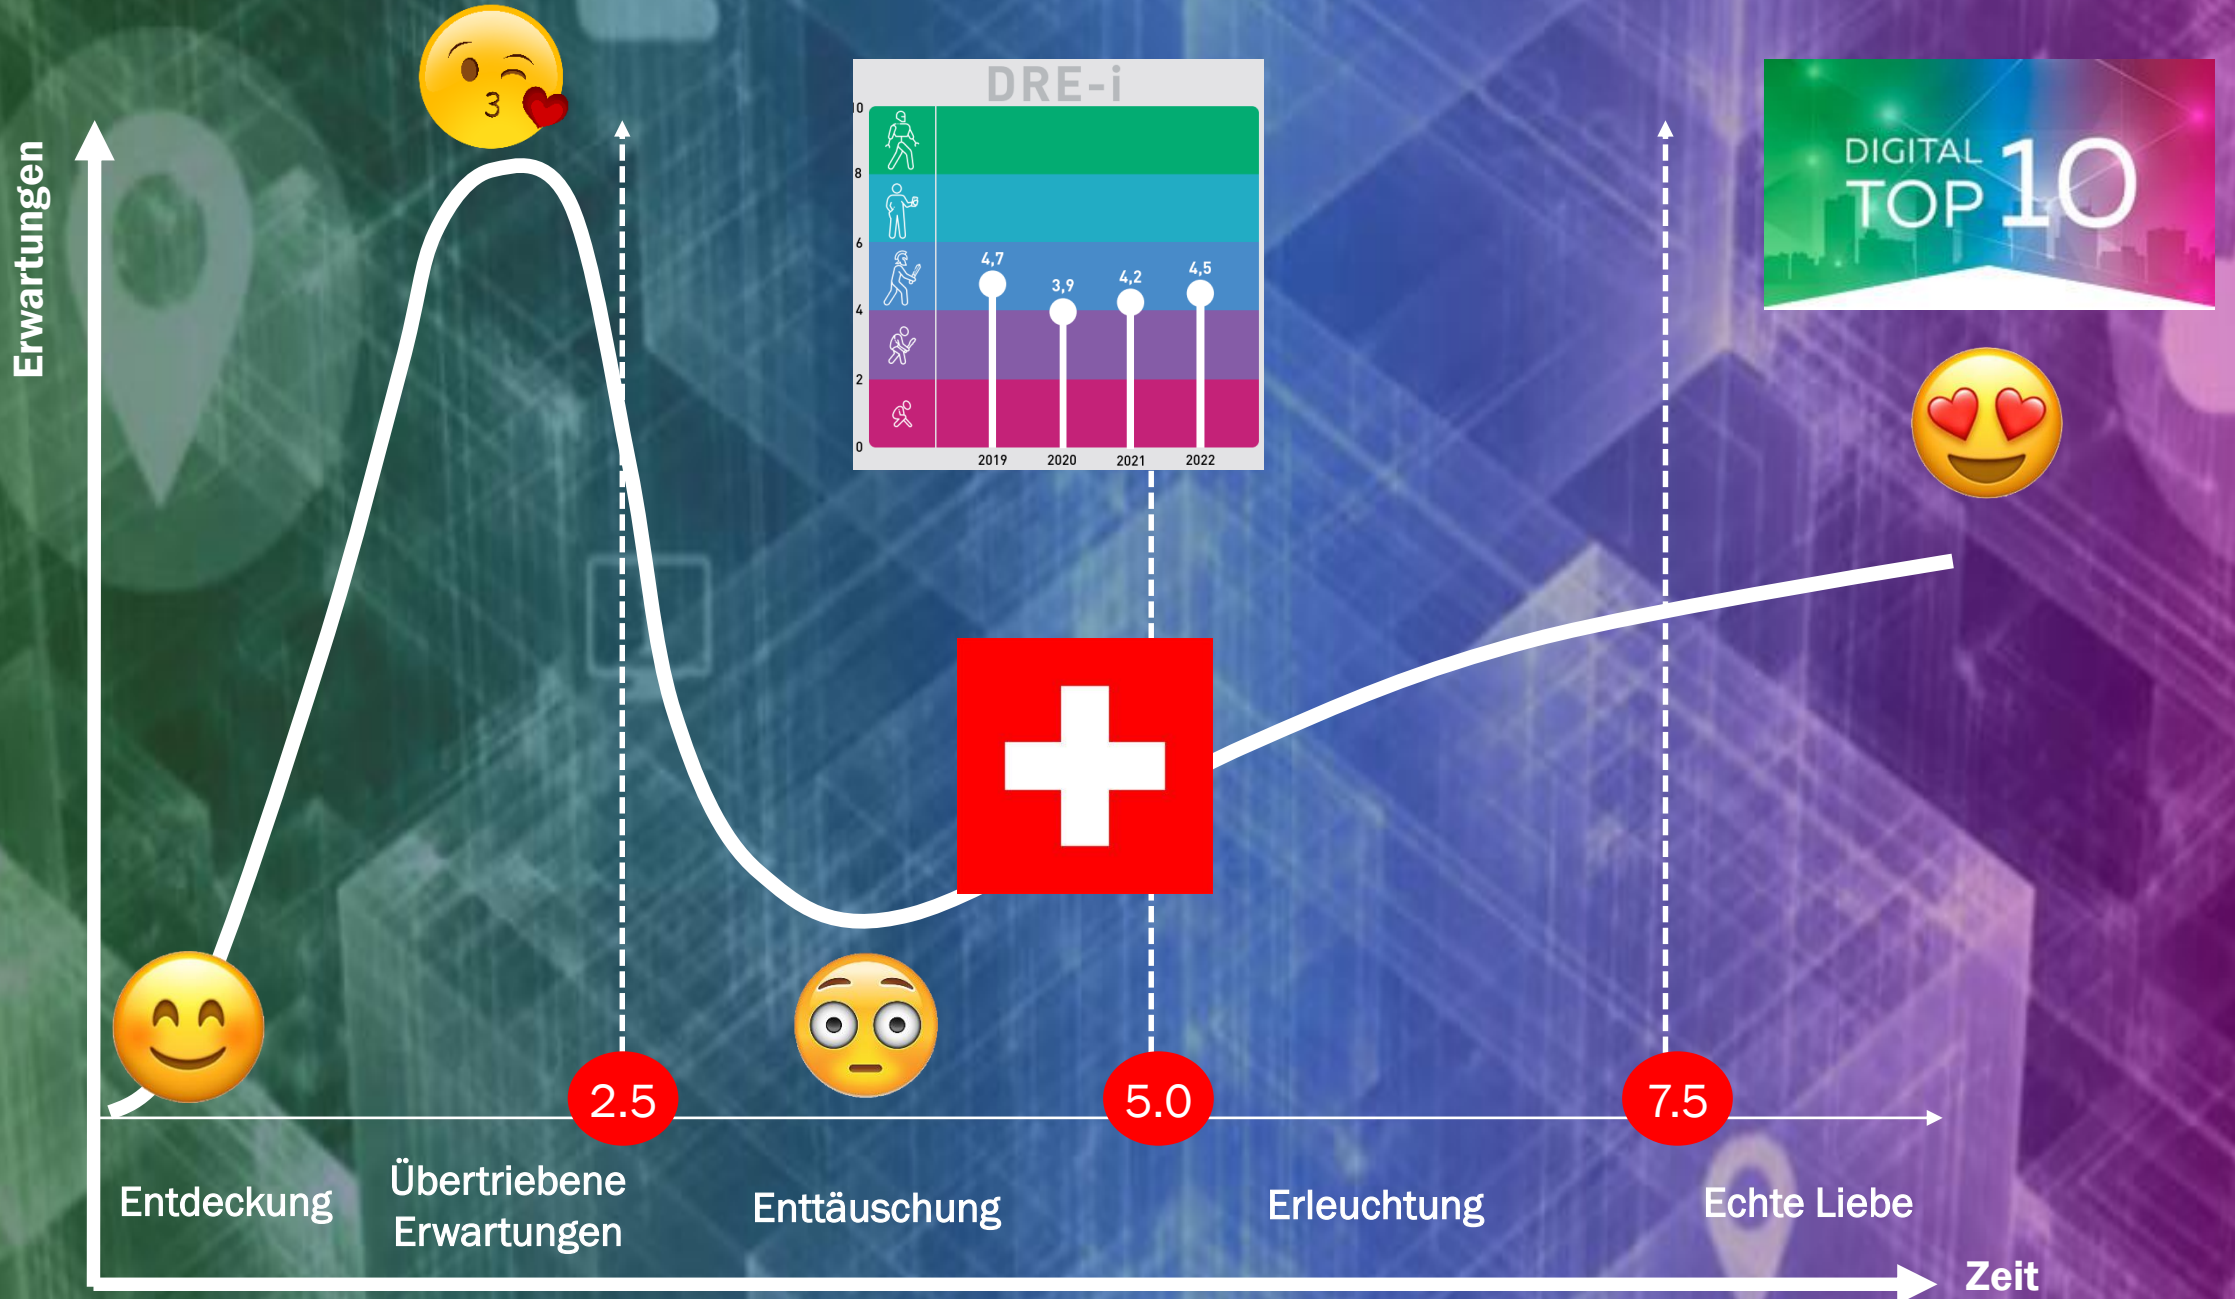 Erwartungen
DRE-i
0
8
6
4
2
0
4,7
3,9
4,2
4,5
2019
2020
2021
2022
DIGITAL
TOP 10
2.5
5.0
7.5
Entdeckung
Übertriebene
Erwartungen
Enttäuschung
Erleuchtung
Echte Liebe
Zeit